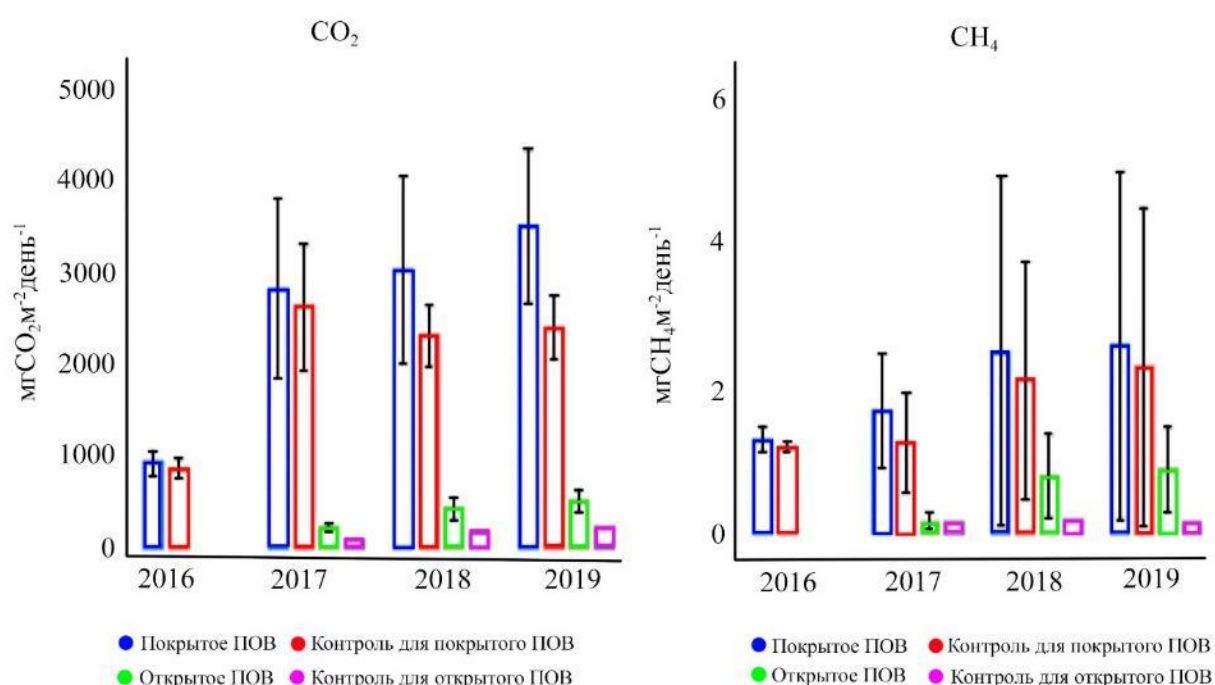 CO₂
5000
4000
3000
2000
1000
0
мгCO₂м⁻²день⁻¹
2016 2017 2018 2019
● Покрытое ПОВ ● Контроль для покрытого ПОВ
● Открытое ПОВ ● Контроль для открытого ПОВ
CH₄
6
4
2
0
мгCH₄м⁻²день⁻¹
2016 2017 2018 2019
● Покрытое ПОВ ● Контроль для покрытого ПОВ
● Открытое ПОВ ● Контроль для открытого ПОВ